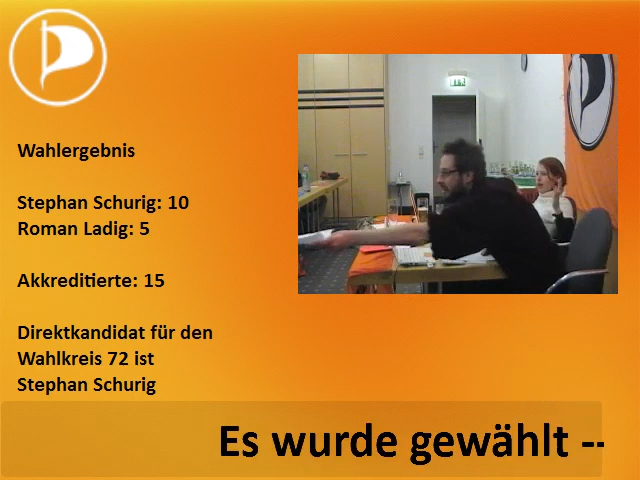 Wahlergebnis
Stephan Schurig: 10
Roman Ladig: 5
Akkreditierte: 15
Direktkandidat für den
Wahlkreis 72 ist
Stephan Schurig
Es wurde gewählt --